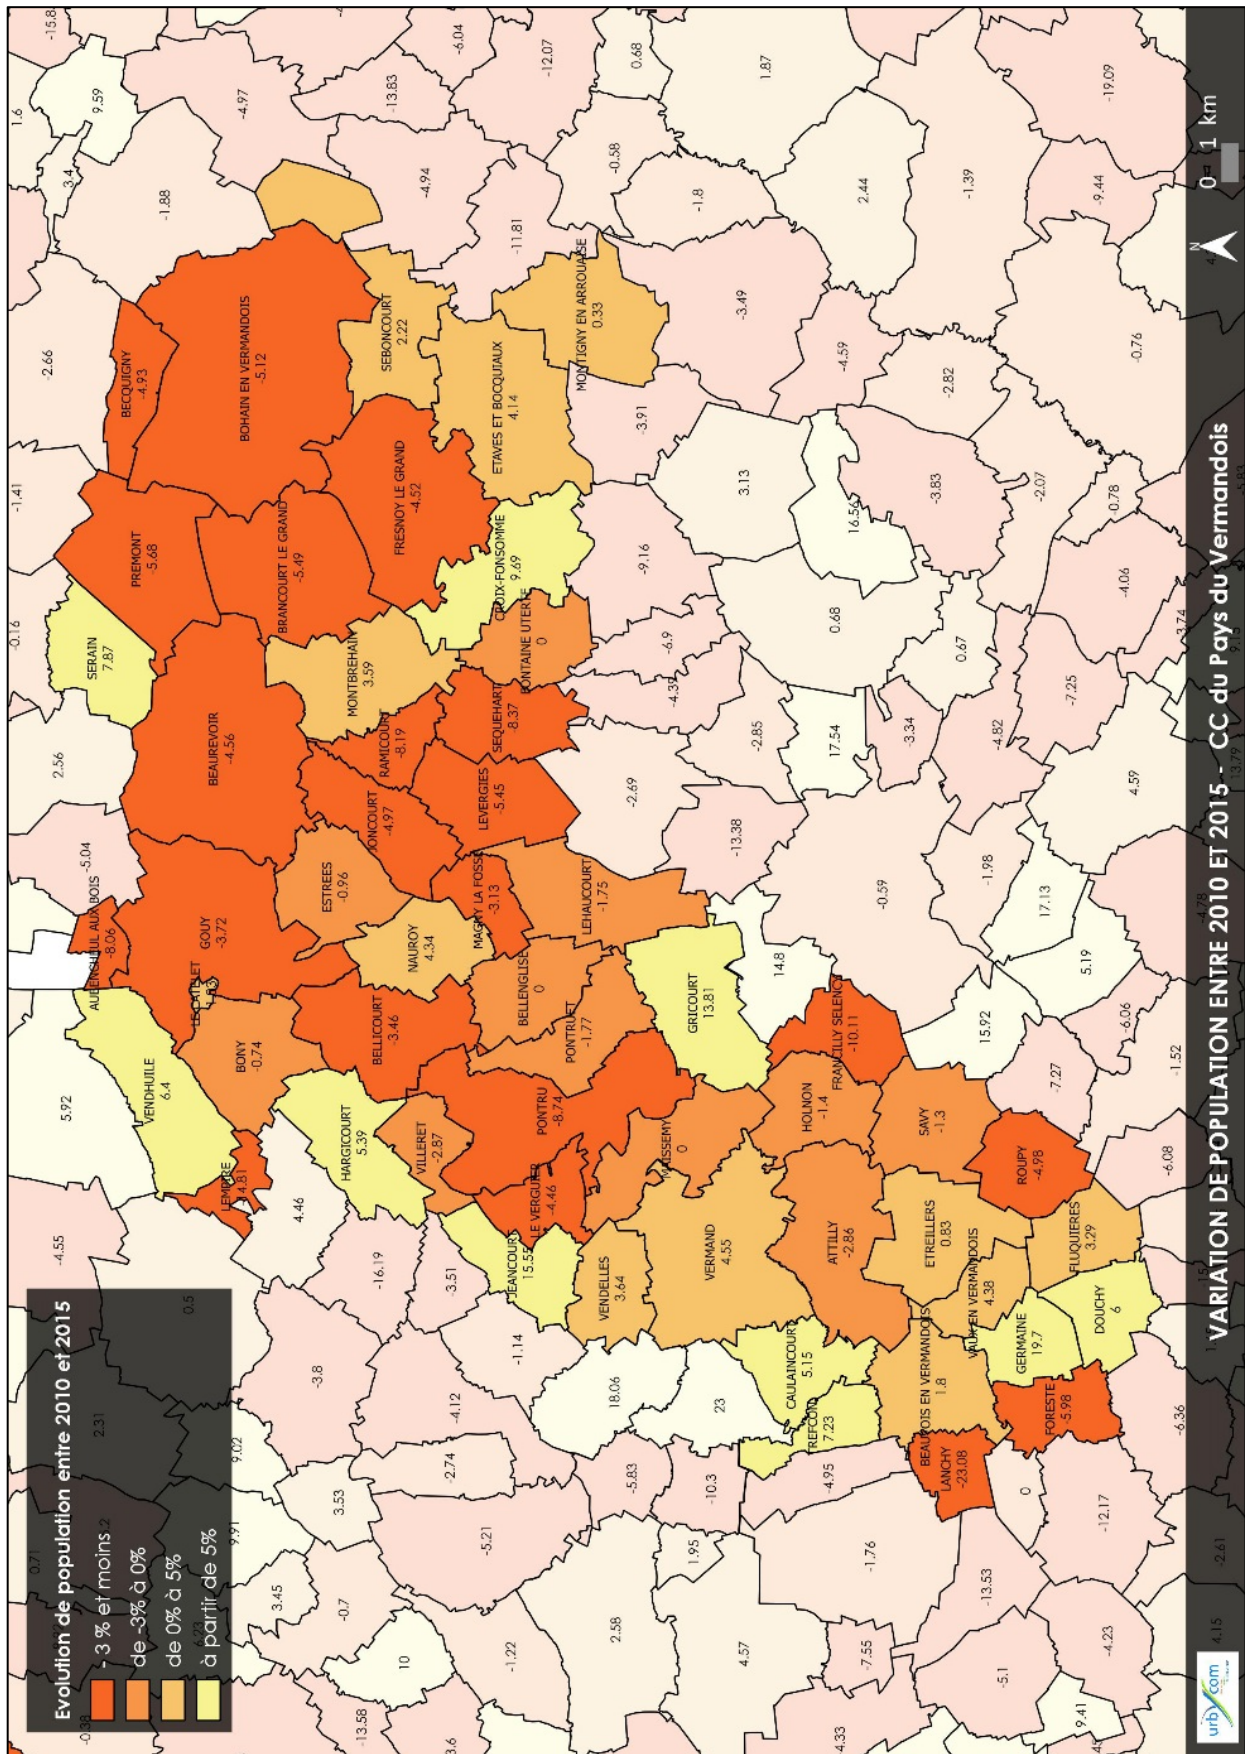 Evolution de population entre 2010 et 2015
- 3 % et moins
de -3% à 0%
de 0% à 5%
à partir de 5%
AUBENCHEUL AUX BOIS
-8.06
SERAIN
7.87
BECQUIGNY
-4.93
VENDHUILE
6.4
GOUY
-3.72
PREMONT
-5.68
LE CATELET
BEAUREVOIR
-4.56
BOHAIN EN VERMANDOIS
-5.12
LEMPIRE
-14.81
BONY
-0.74
BRANCOURT LE GRAND
-5.49
HARGICOURT
5.39
ESTREES
-0.96
MONTBREHAIN
3.59
BELLICOURT
-3.46
JONCOURT
-4.97
RAMICOURT
-8.19
FRESNOY LE GRAND
-4.52
SEBONCOURT
2.22
VILLERET
-2.87
NAUROY
4.34
MAGNY LA FOSSE
-3.13
LEVERGIES
-5.45
SEQUEHART
-8.37
CROIX-FONSOMME
9.69
ETAVES ET BOCQUIAUX
4.14
JEANCOURT
15.55
LE VERGUIER
-4.46
PONTRU
-8.74
BELLENGLISE
0
FONTAINE UTERTE
0
PONTRUET
-1.77
LEHAUCOURT
-1.75
MONTIGNY EN ARROUAISE
0.33
VENDELLES
3.64
MAISSEMY
0
GRICOURT
13.81
VERMAND
4.55
CAULAINCOURT
5.15
TREFCON
7.23
ATTILLY
-2.86
HOLNON
-1.4
FRANCILLY SELENCY
-10.11
BEAUVOIS EN VERMANDOIS
1.8
ETREILLERS
0.83
SAVY
-1.3
LANCHY
-23.08
VAUX EN VERMANDOIS
4.38
GERMAINE
19.7
ROUPY
-4.98
FORESTE
-5.98
DOUCHY
6
FLUQUIERES
3.29
-0.16
-1.41
1.6
-15.8
-4.55
5.92
2.56
-2.66
3.4
9.59
-5.04
-1.88
-4.97
9.02
3.45
4.46
-3.8
3.53
-0.7
-16.19
-13.58
10
-13.83
-4.94
-6.04
-3.51
-4.12
-2.74
-5.21
-1.22
-1.14
-11.81
-12.07
18.06
-5.83
2.58
-2.69
-3.91
-9.16
-6.9
-4.39
-0.58
0.68
23
-10.3
1.95
4.57
14.8
-13.38
-2.85
3.13
-3.49
-1.8
1.87
-4.95
-1.76
-7.55
4.33
17.54
0.68
16.56
-4.59
2.44
-0.59
-3.34
0.67
-3.83
-2.82
-1.39
0
-13.53
-5.1
15.92
-1.98
-4.82
-2.07
17.13
-7.27
5.19
-7.25
-12.17
-4.23
9.41
-6.06
-0.78
-4.06
-9.44
-19.09
-0.76
4.59
-6.36
-6.08
-1.52
-4.78
-3.74
-2.61
4.15
13.79
-5.83
urbycom
VARIATION DE POPULATION ENTRE 2010 ET 2015 - CC du Pays du Vermandois
N
0 1 km